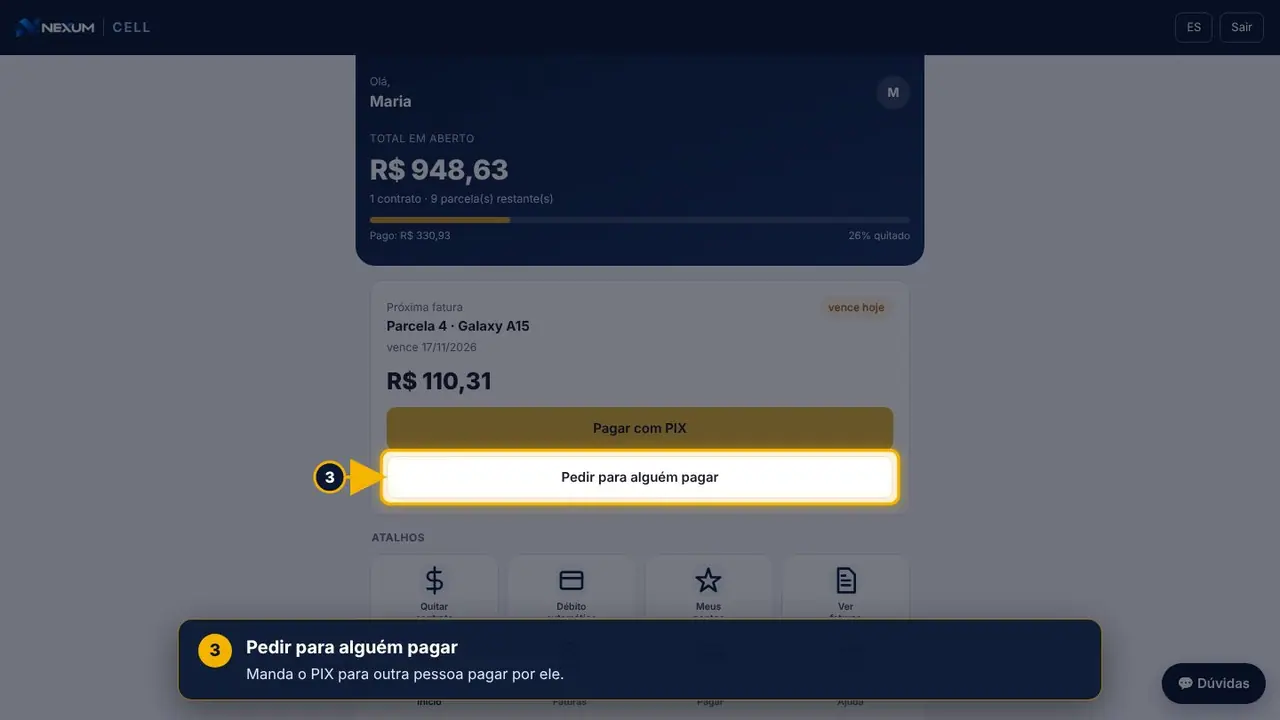 NEXUM CELL
ES
Sair
Olá,
Maria
M
TOTAL EM ABERTO
R$ 948,63
1 contrato · 9 parcela(s) restante(s)
Pago: R$ 330,93
26% quitado
Próxima fatura
vence hoje
Parcela 4 · Galaxy A15
vence 17/11/2026
R$ 110,31
Pagar com PIX
3
Pedir para alguém pagar
ATALHOS
Quitar
Débito
Meus
Ver
3
Pedir para alguém pagar
Manda o PIX para outra pessoa pagar por ele.
💬 Dúvidas
Início
Faturas
Pagar
Ajuda